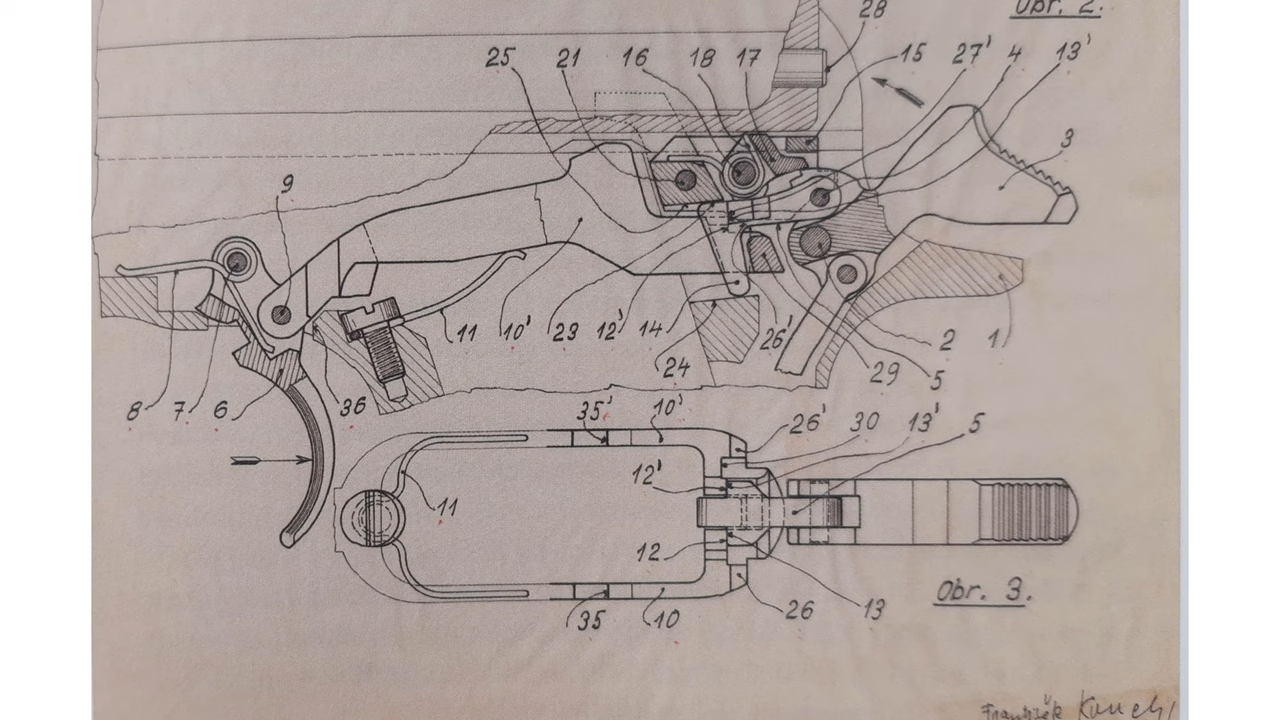 Obr. 2.
28
25 21 16 18 17 15 27' 4 13'
3
9
8 7 6 36 11 10' 23 12' 14 24 26' 29 5 2 1
35' 10' 26' 30 13' 5
12'
11
12
35 10 26 13
Obr. 3.
František